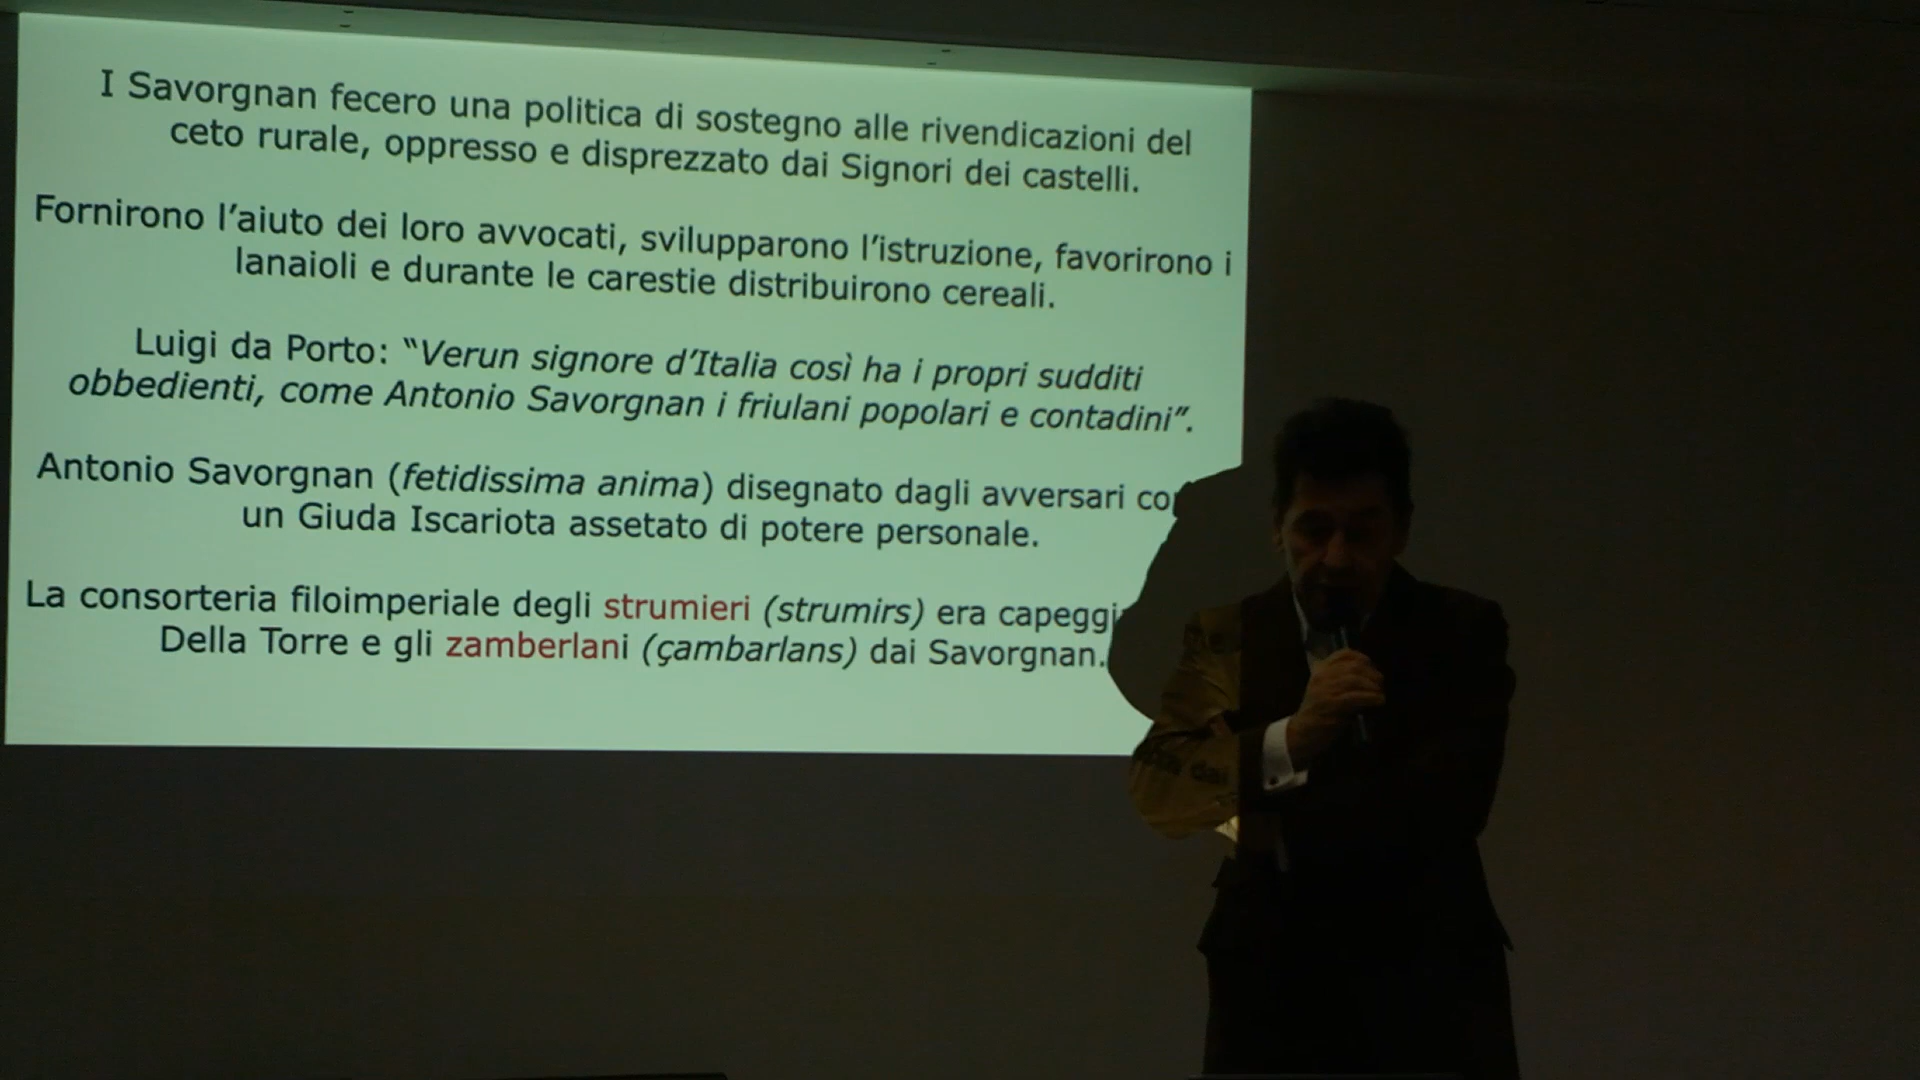 I Savorgnan fecero una politica di sostegno alle rivendicazioni del
ceto rurale, oppresso e disprezzato dai Signori dei castelli.
Fornirono l'aiuto dei loro avvocati, svilupparono l'istruzione, favorirono i
lanaioli e durante le carestie distribuirono cereali.
Luigi da Porto: “Verun signore d'Italia così ha i propri sudditi
obbedienti, come Antonio Savorgnan i friulani popolari e contadini”.
Antonio Savorgnan (fetidissima anima) disegnato dagli avversari
un Giuda Iscariota assetato di potere personale.
La consorteria filoimperiale degli strumieri (strumirs) era
Della Torre e gli zamberlani (çambarlans) dai Savorgnan.